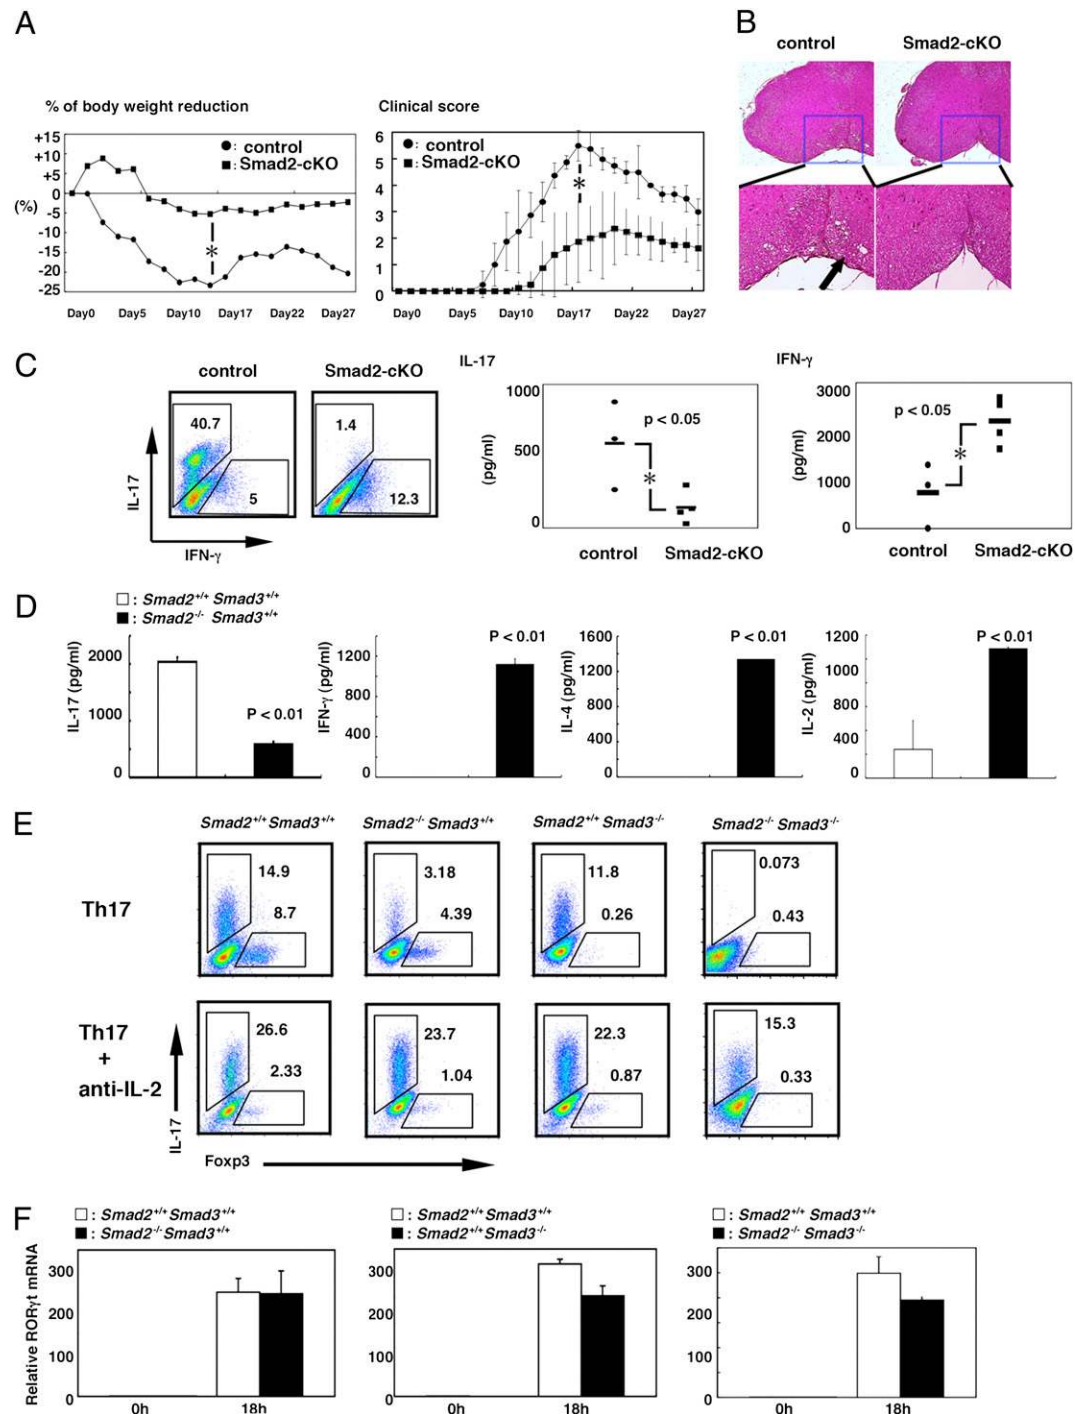 A
B
control Smad2-cKO
% of body weight reduction
Clinical score
+15
+10
+5
0
(%)
-5
-10
-15
-20
-25
: control
: Smad2-cKO
*
Day0 Day5 Day10 Day17 Day22 Day27
6
5
4
3
2
1
0
: control
: Smad2-cKO
*
Day0 Day5 Day10 Day17 Day22 Day27
C
control Smad2-cKO
40.7
5
1.4
12.3
IL-17
IFN-γ
IL-17
1000
500
0
(pg/ml)
p < 0.05
*
control Smad2-cKO
IFN-γ
3000
2000
1000
0
(pg/ml)
p < 0.05
*
control Smad2-cKO
D
: Smad2+/+ Smad3+/+
: Smad2-/- Smad3+/+
IL-17 (pg/ml)
2000
1000
0
P < 0.01
IFN-γ (pg/ml)
1200
800
400
0
P < 0.01
IL-4 (pg/ml)
1600
1200
800
400
0
P < 0.01
IL-2 (pg/ml)
1200
800
400
0
P < 0.01
E
Smad2+/+ Smad3+/+ Smad2-/- Smad3+/+ Smad2+/+ Smad3-/- Smad2-/- Smad3-/-
Th17
14.9 3.18 11.8 0.073
8.7 4.39 0.26 0.43
Th17
+
anti-IL-2
26.6 23.7 22.3 15.3
2.33 1.04 0.87 0.33
IL-17
Foxp3
F
: Smad2+/+ Smad3+/+
: Smad2-/- Smad3+/+
Relative RORγt mRNA
300
200
100
0
0h 18h
: Smad2+/+ Smad3+/+
: Smad2+/+ Smad3-/-
300
200
100
0
0h 18h
: Smad2+/+ Smad3+/+
: Smad2-/- Smad3-/-
300
200
100
0
0h 18h